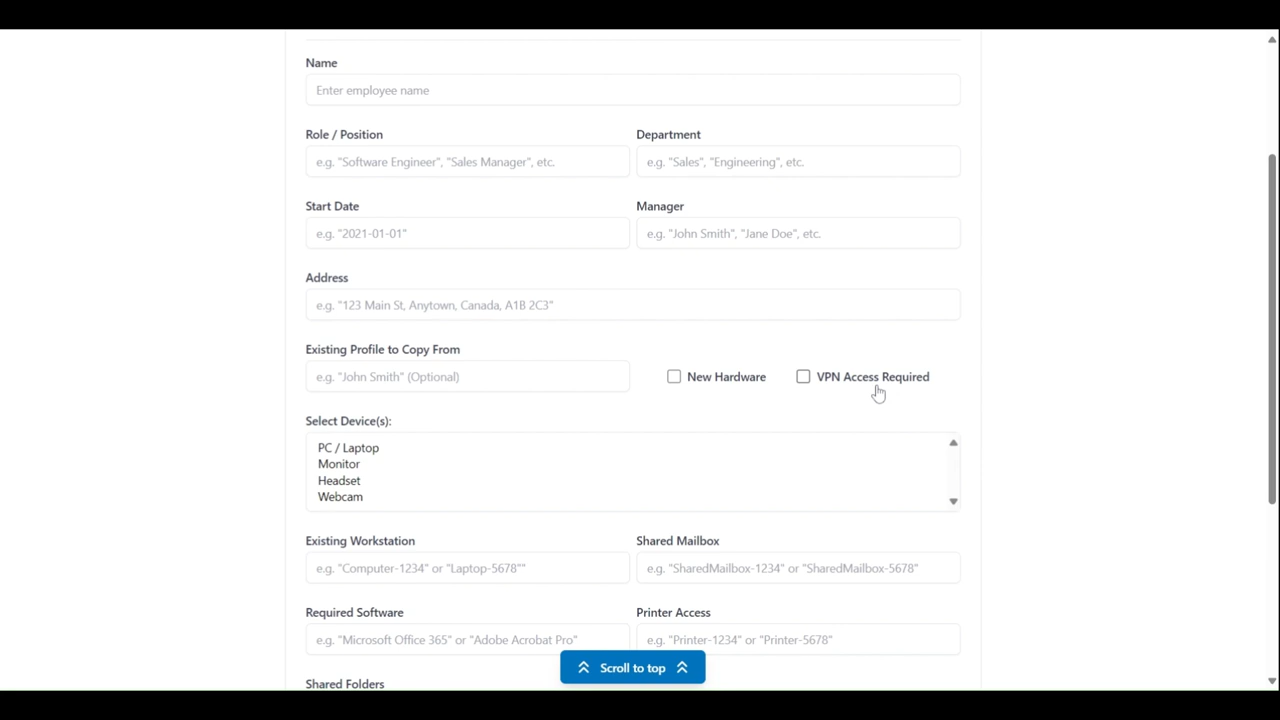 Name
Enter employee name
Role / Position
Department
e.g. "Software Engineer", "Sales Manager", etc.
e.g. "Sales", "Engineering", etc.
Start Date
Manager
e.g. "2021-01-01"
e.g. "John Smith", "Jane Doe", etc.
Address
e.g. "123 Main St, Anytown, Canada, A1B 2C3"
Existing Profile to Copy From
e.g. "John Smith" (Optional)
New Hardware
VPN Access Required
Select Device(s):
PC / Laptop
Monitor
Headset
Webcam
Existing Workstation
Shared Mailbox
e.g. "Computer-1234" or "Laptop-5678""
e.g. "SharedMailbox-1234" or "SharedMailbox-5678"
Required Software
Printer Access
e.g. "Microsoft Office 365" or "Adobe Acrobat Pro"
e.g. "Printer-1234" or "Printer-5678"
Scroll to top
Shared Folders